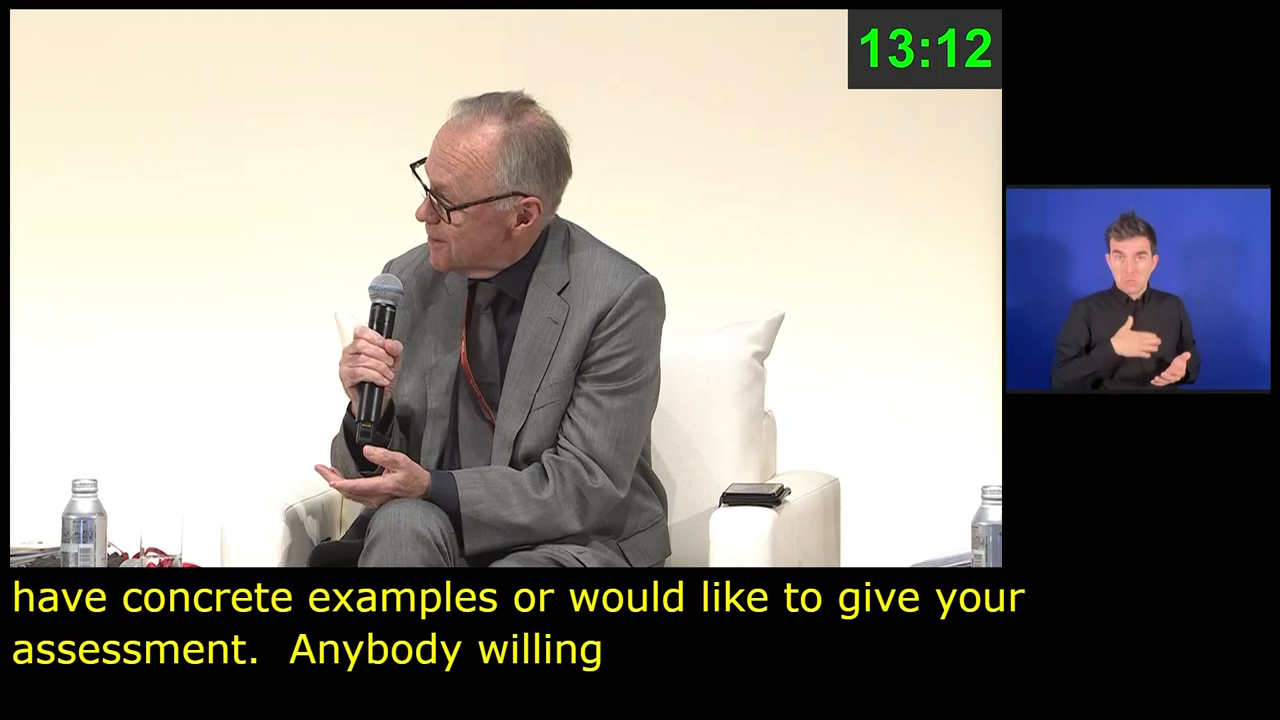 13:12
have concrete examples or would like to give your
assessment.  Anybody willing